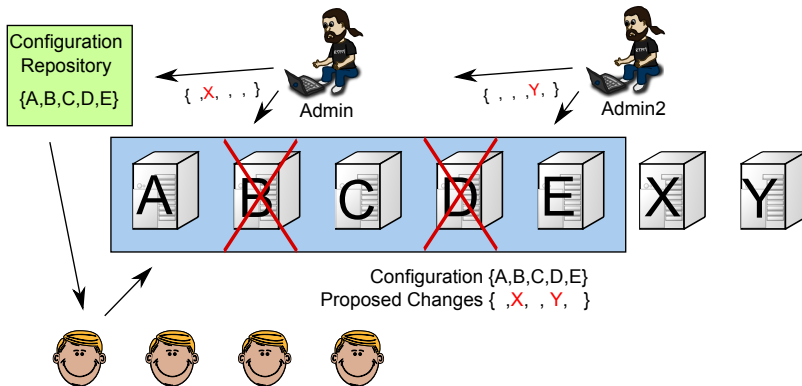 Configuration
Repository
{A,B,C,D,E}
{ ,X, , , }
Admin
{ , , ,Y, }
Admin2
A B C D E X Y
Configuration {A,B,C,D,E}
Proposed Changes { ,X, , Y, }